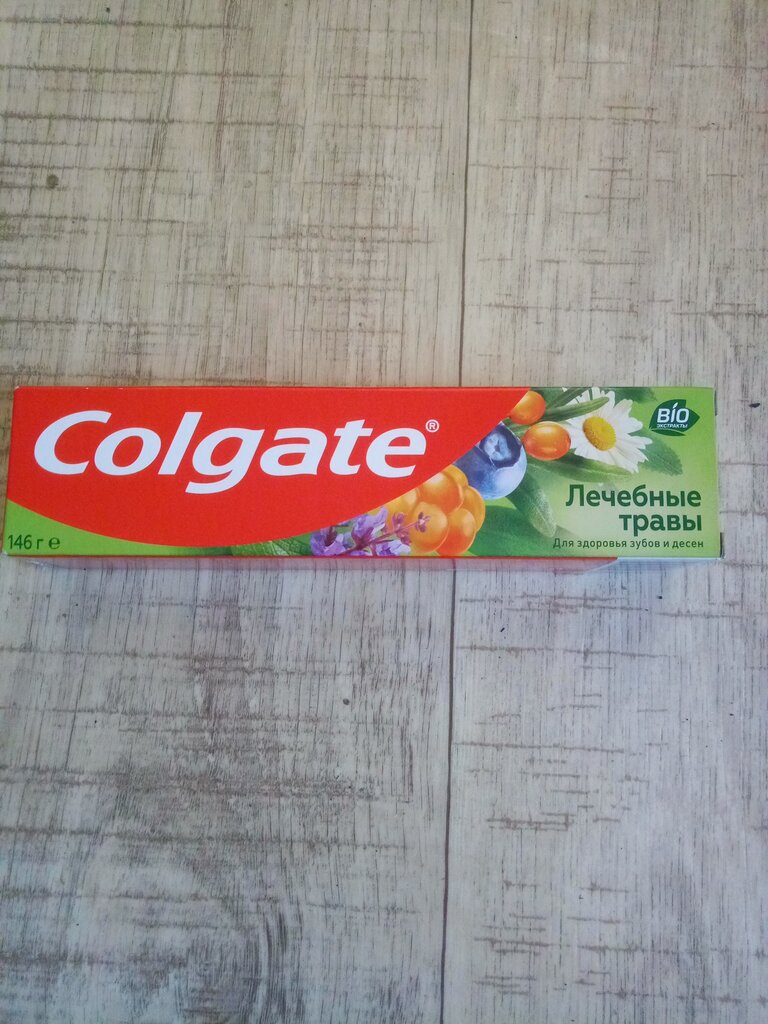 Colgate®
BIO
ЭКСТРАКТЫ
Лечебные
травы
Для здоровья зубов и десен
146 г ℮